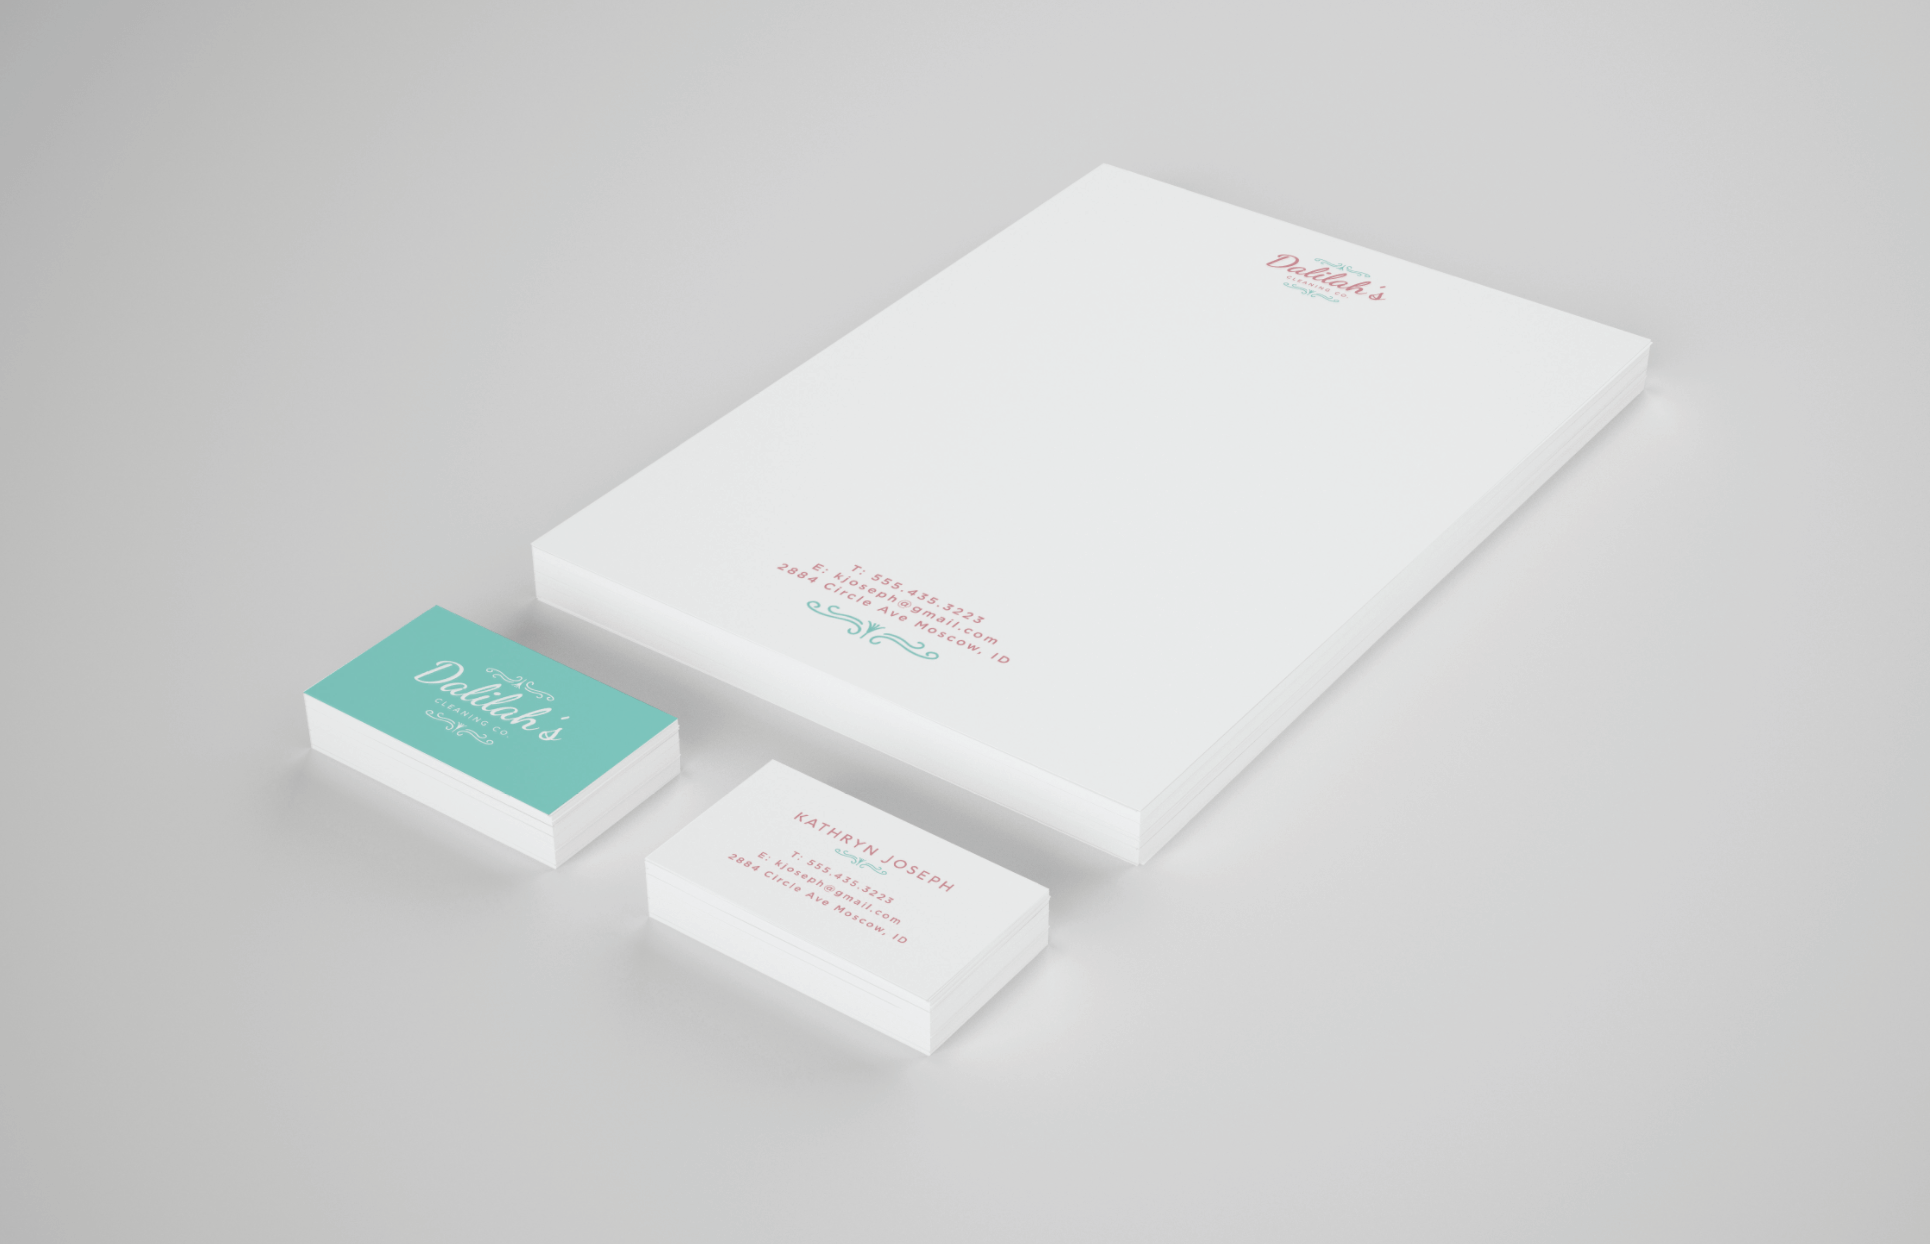 Dalilah's
CLEANING CO.
T: 555.435.3223
E: kjoseph@gmail.com
2884 Circle Ave Moscow, ID
Dalilah's
CLEANING CO.
KATHRYN JOSEPH
T: 555.435.3223
E: kjoseph@gmail.com
2884 Circle Ave Moscow, ID